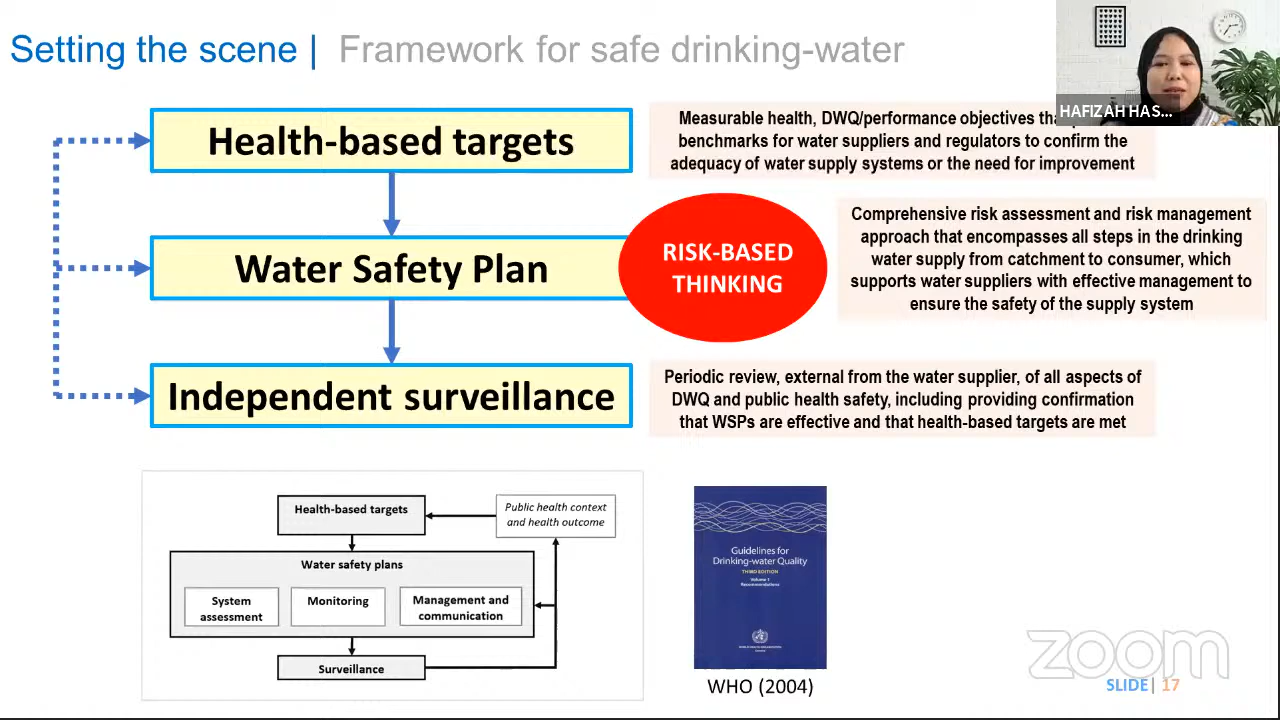 Setting the scene | Framework for safe drinking-water
HAFIZAH HAS...
Health-based targets
Measurable health, DWQ/performance objectives
benchmarks for water suppliers and regulators to confirm the
adequacy of water supply systems or the need for improvement
Water Safety Plan
RISK-BASED
THINKING
Comprehensive risk assessment and risk management
approach that encompasses all steps in the drinking
water supply from catchment to consumer, which
supports water suppliers with effective management to
ensure the safety of the supply system
Independent surveillance
Periodic review, external from the water supplier, of all aspects of
DWQ and public health safety, including providing confirmation
that WSPs are effective and that health-based targets are met
Health-based targets
Public health context
and health outcome
Water safety plans
System
assessment
Monitoring
Management and
communication
Surveillance
Guidelines for
Drinking-water Quality
THIRD EDITION
Volume 1
Recommendations
WHO (2004)
zoom
SLIDE | 17